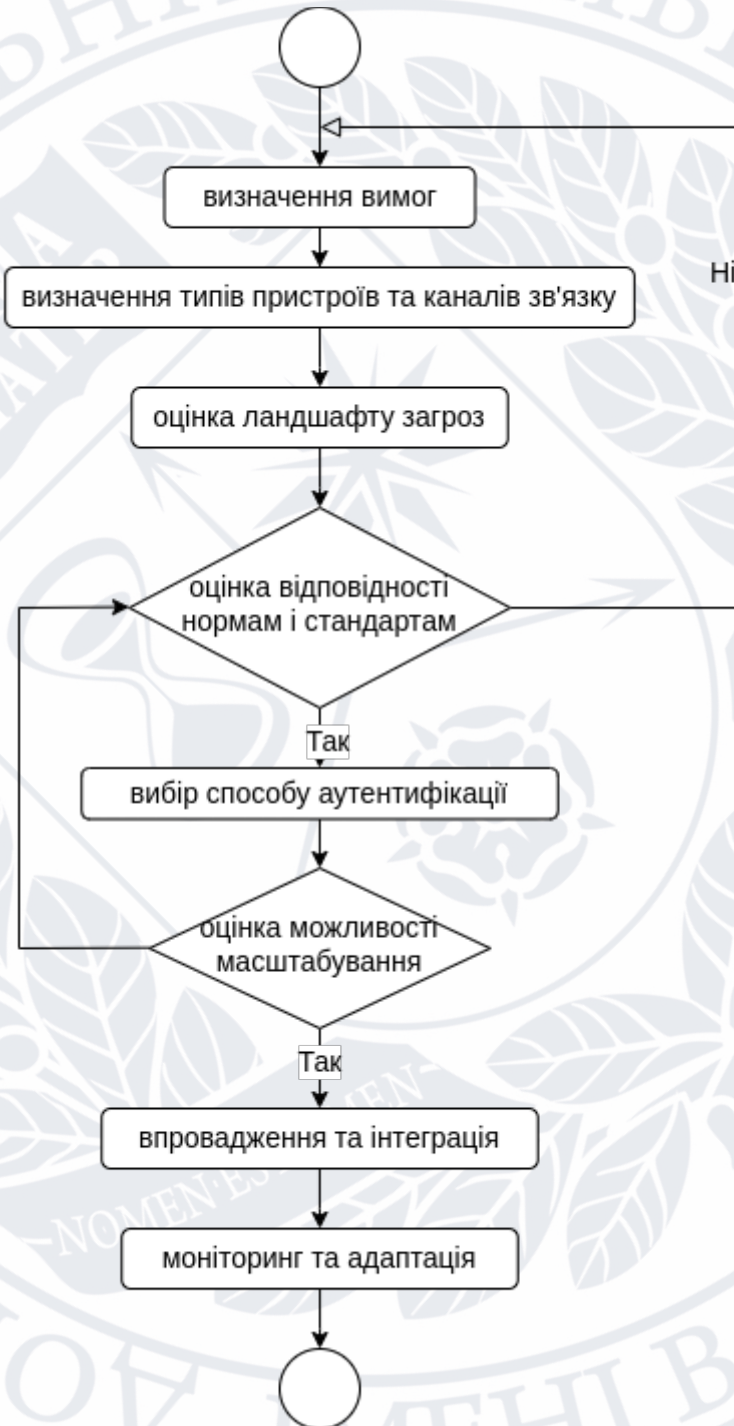 визначення вимог
Ні
визначення типів пристроїв та каналів зв'язку
оцінка ландшафту загроз
оцінка відповідності
нормам і стандартам
Так
вибір способу аутентифікації
оцінка можливості
масштабування
Так
впровадження та інтеграція
моніторинг та адаптація